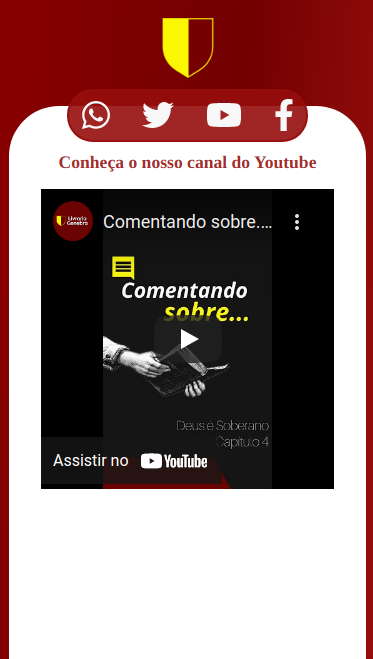 Conheça o nosso canal do Youtube
Livraria
Genebra
Comentando sobre....
Comentando
sobre...
Deus é Soberano
Capítulo 4
Assistir no YouTube